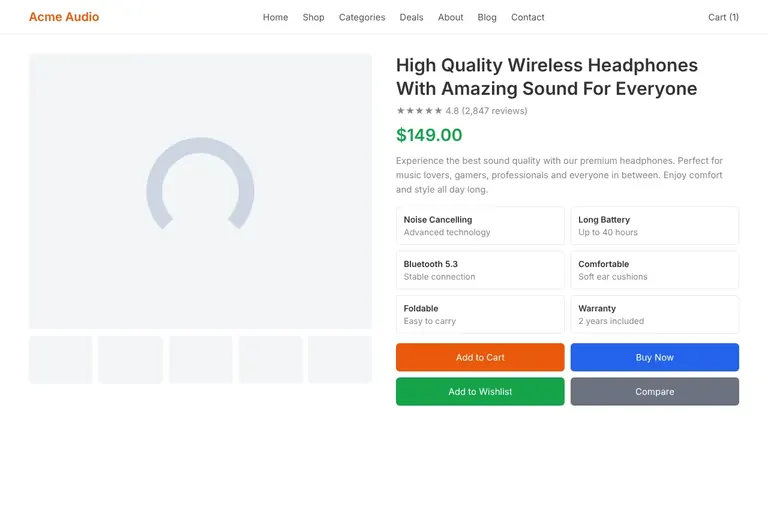 Acme Audio
Home Shop Categories Deals About Blog Contact
Cart (1)
High Quality Wireless Headphones
With Amazing Sound For Everyone
★★★★★ 4.8 (2,847 reviews)
$149.00
Experience the best sound quality with our premium headphones. Perfect for
music lovers, gamers, professionals and everyone in between. Enjoy comfort
and style all day long.
Noise Cancelling
Advanced technology
Long Battery
Up to 40 hours
Bluetooth 5.3
Stable connection
Comfortable
Soft ear cushions
Foldable
Easy to carry
Warranty
2 years included
Add to Cart
Buy Now
Add to Wishlist
Compare